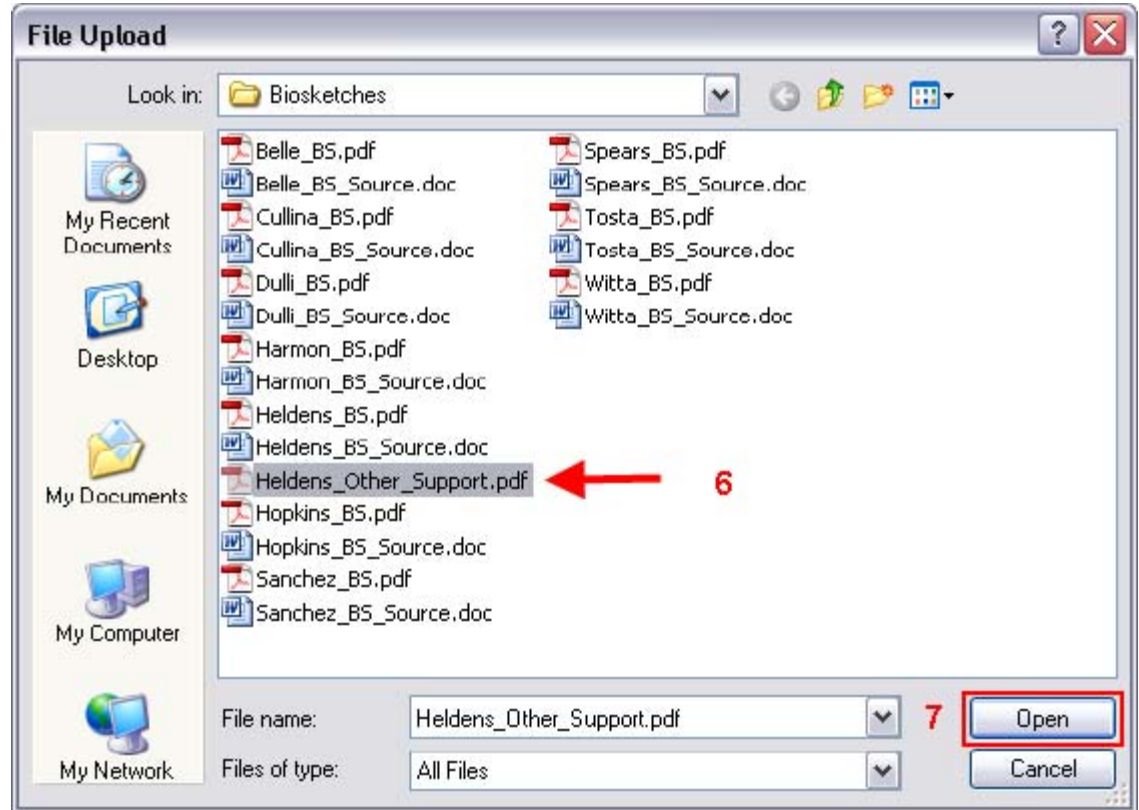 File Upload
?
Look in:
Biosketches
My Recent
Documents
Desktop
My Documents
My Computer
My Network
Belle_BS.pdf
Belle_BS_Source.doc
Cullina_BS.pdf
Cullina_BS_Source.doc
Dulli_BS.pdf
Dulli_BS_Source.doc
Harmon_BS.pdf
Harmon_BS_Source.doc
Heldens_BS.pdf
Heldens_BS_Source.doc
Heldens_Other_Support.pdf
6
Hopkins_BS.pdf
Hopkins_BS_Source.doc
Sanchez_BS.pdf
Sanchez_BS_Source.doc
Spears_BS.pdf
Spears_BS_Source.doc
Tosta_BS.pdf
Tosta_BS_Source.doc
Witta_BS.pdf
Witta_BS_Source.doc
File name:
Heldens_Other_Support.pdf
7
Open
Files of type:
All Files
Cancel